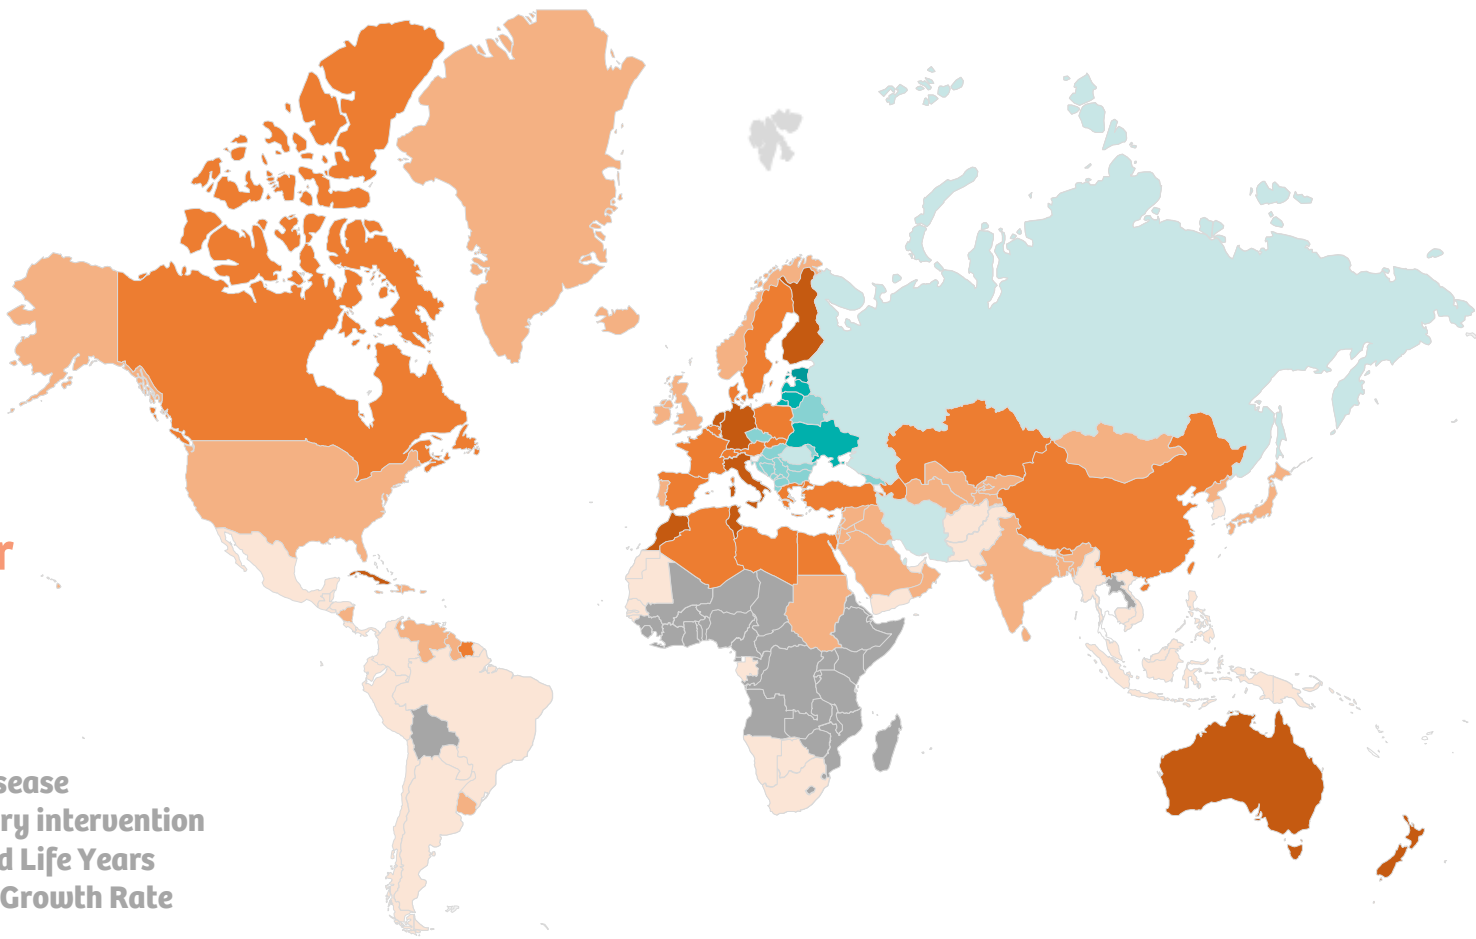 r
sease
ry intervention
d Life Years
Growth Rate